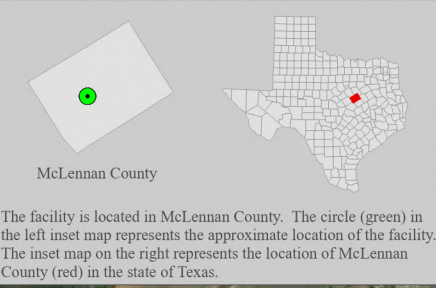 McLennan County
The facility is located in McLennan County.  The circle (green) in
the left inset map represents the approximate location of the facility.
The inset map on the right represents the location of McLennan
County (red) in the state of Texas.